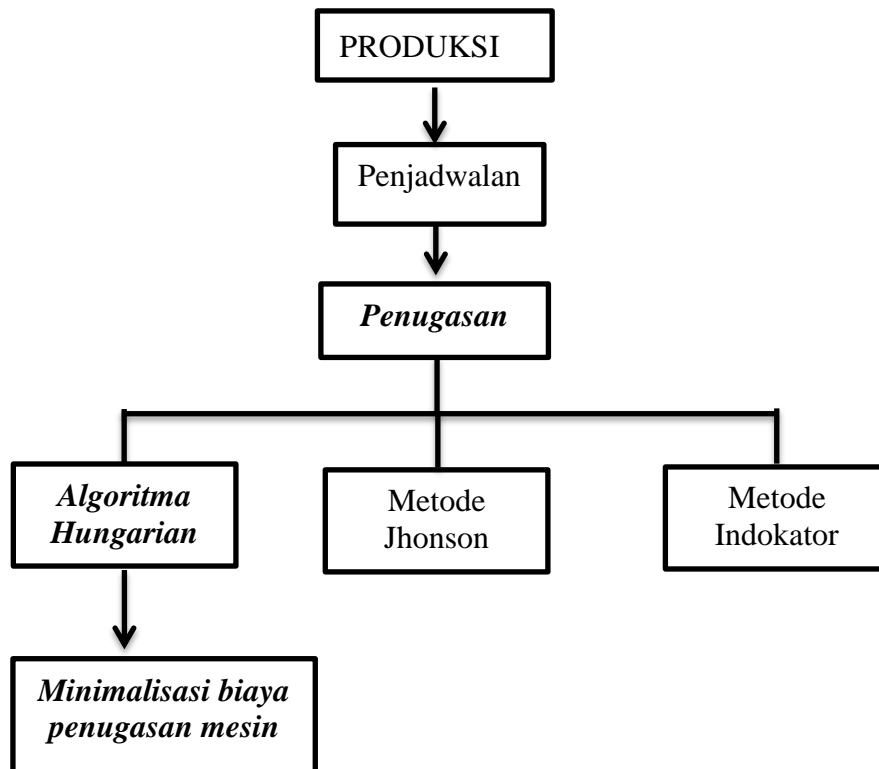 PRODUKSI
Penjadwalan
Penugasan
Algoritma
Hungarian
Metode
Jhonson
Metode
Indokator
Minimalisasi biaya
penugasan mesin